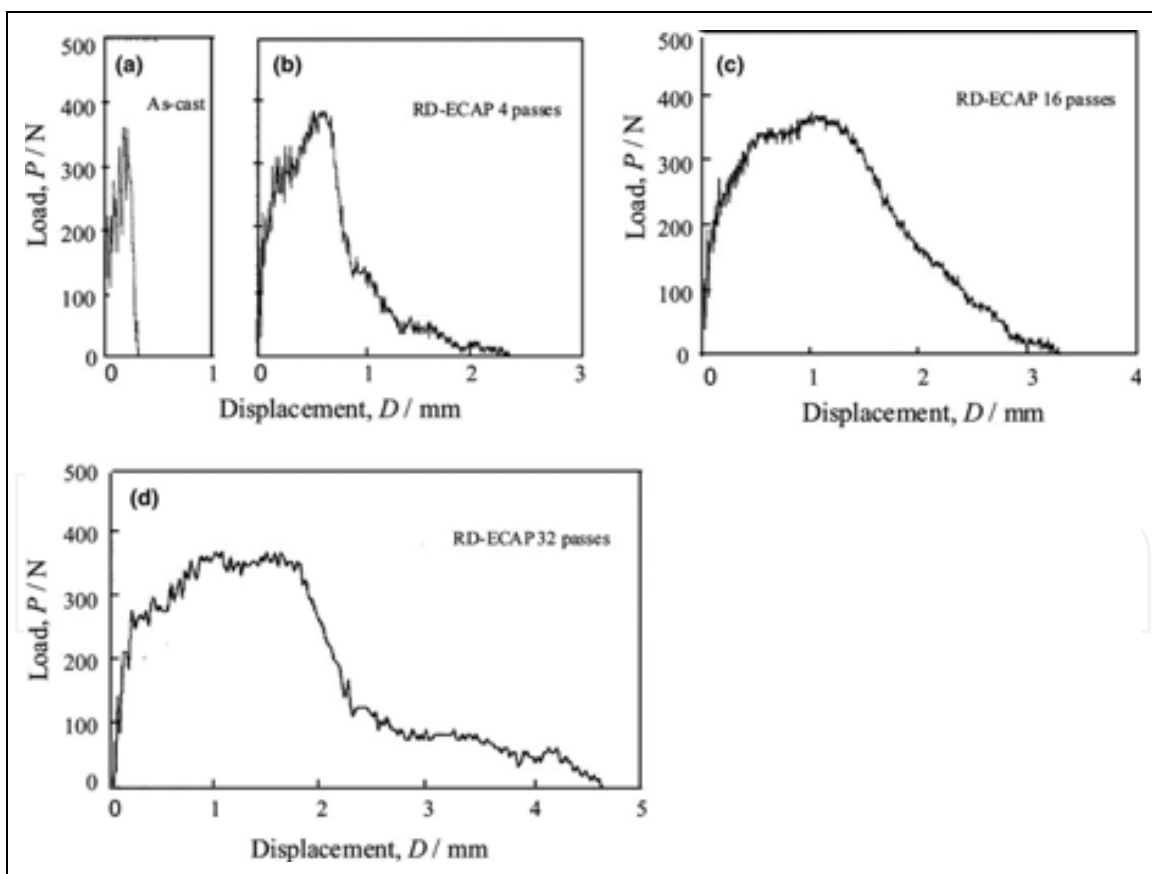 (a)
As-cast
500
400
300
200
100
0
0
1
Load, P / N
(b)
RD-ECAP 4 passes
0
1
2
3
Displacement, D / mm
(c)
RD-ECAP 16 passes
500
400
300
200
100
0
0
1
2
3
4
Load, P / N
Displacement, D / mm
(d)
RD-ECAP 32 passes
500
400
300
200
100
0
0
1
2
3
4
5
Load, P / N
Displacement, D / mm